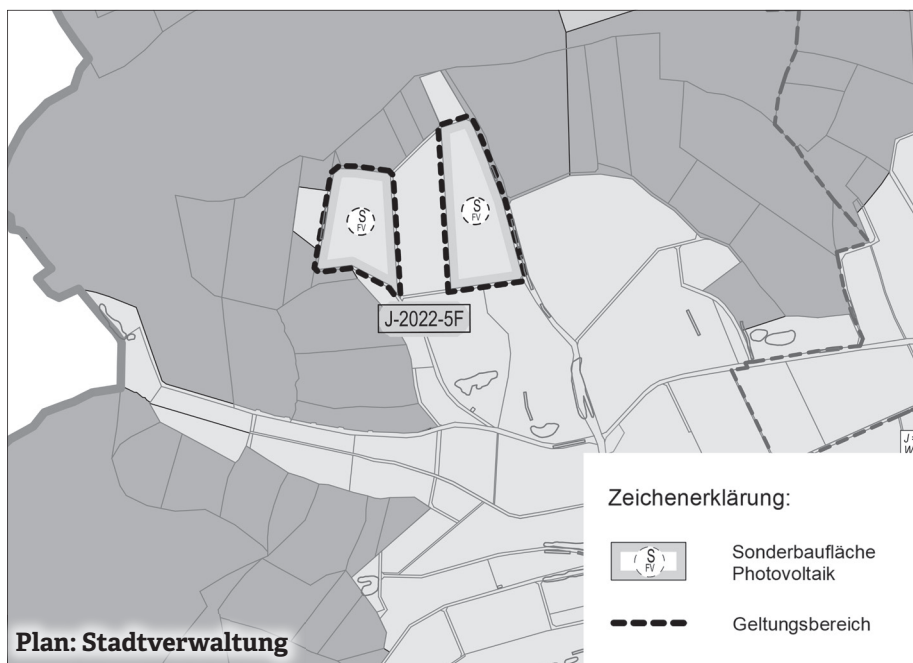 S
FV
S
FV
J-2022-5F
J
W
Zeichenerklärung:
S
FV
Sonderbaufläche
Photovoltaik
Geltungsbereich
Plan: Stadtverwaltung